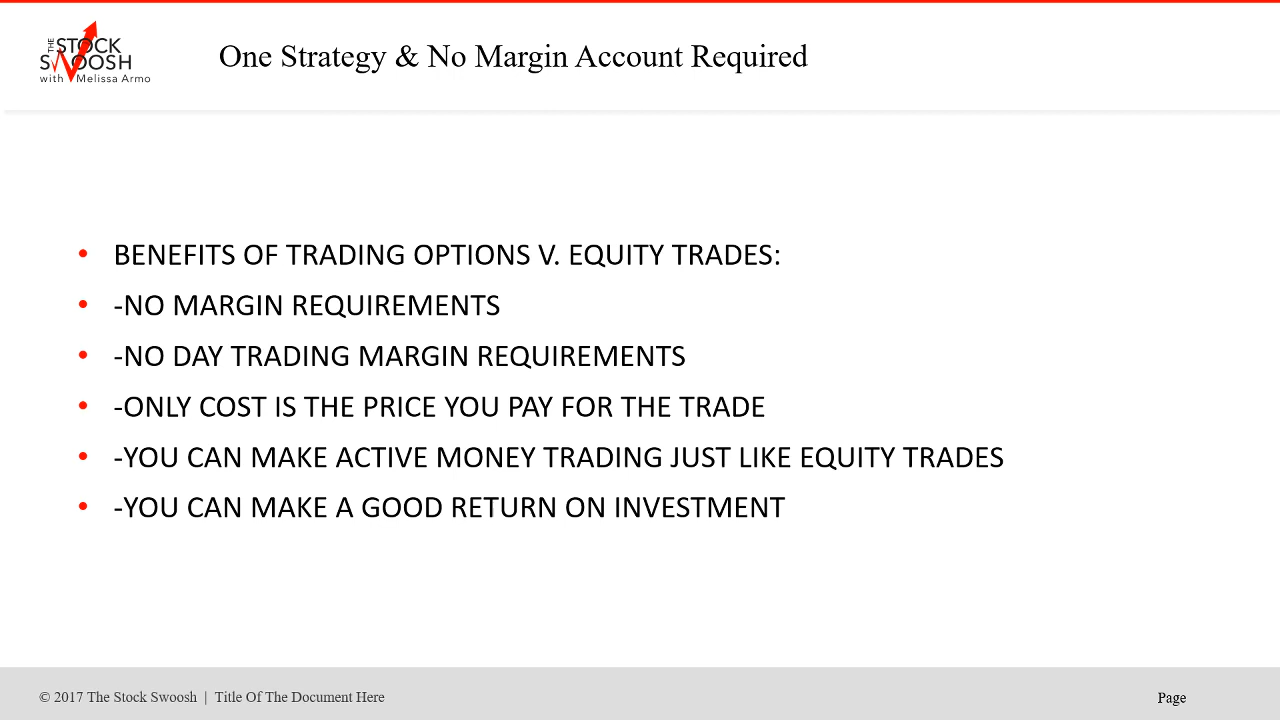 THE STOCK
SWOOSH
with Melissa Armo
One Strategy & No Margin Account Required
• BENEFITS OF TRADING OPTIONS V. EQUITY TRADES:
• -NO MARGIN REQUIREMENTS
• -NO DAY TRADING MARGIN REQUIREMENTS
• -ONLY COST IS THE PRICE YOU PAY FOR THE TRADE
• -YOU CAN MAKE ACTIVE MONEY TRADING JUST LIKE EQUITY TRADES
• -YOU CAN MAKE A GOOD RETURN ON INVESTMENT
© 2017 The Stock Swoosh | Title Of The Document Here
Page